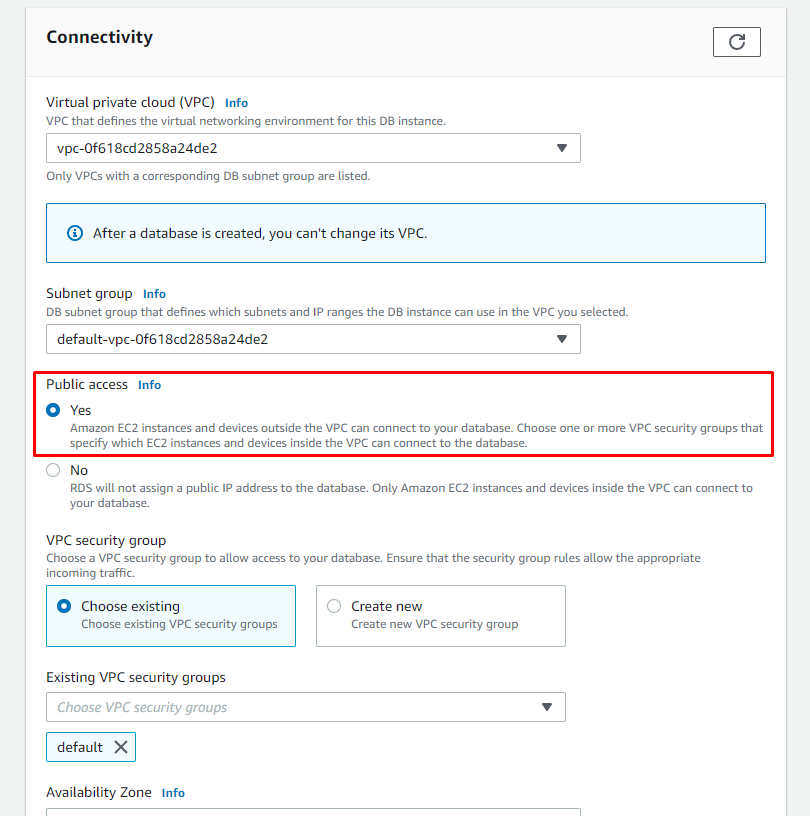 Connectivity
Virtual private cloud (VPC) Info
VPC that defines the virtual networking environment for this DB instance.
vpc-0f618cd2858a24de2
Only VPCs with a corresponding DB subnet group are listed.
After a database is created, you can't change its VPC.
Subnet group Info
DB subnet group that defines which subnets and IP ranges the DB instance can use in the VPC you selected.
default-vpc-0f618cd2858a24de2
Public access Info
Yes
Amazon EC2 instances and devices outside the VPC can connect to your database. Choose one or more VPC security groups that
specify which EC2 instances and devices inside the VPC can connect to the database.
No
RDS will not assign a public IP address to the database. Only Amazon EC2 instances and devices inside the VPC can connect to
your database.
VPC security group
Choose a VPC security group to allow access to your database. Ensure that the security group rules allow the appropriate
incoming traffic.
Choose existing
Choose existing VPC security groups
Create new
Create new VPC security group
Existing VPC security groups
Choose VPC security groups
default
Availability Zone Info